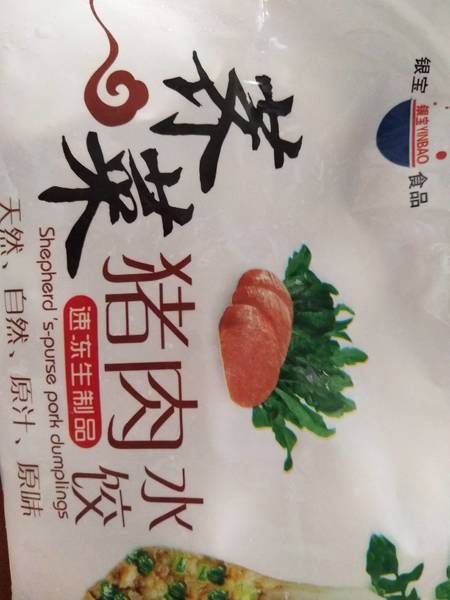 银宝
银宝YINBAO
食品
荠菜
猪肉水饺
速冻生制品
Shepherd's-purse pork dumplings
天然、自然、原汁、原味